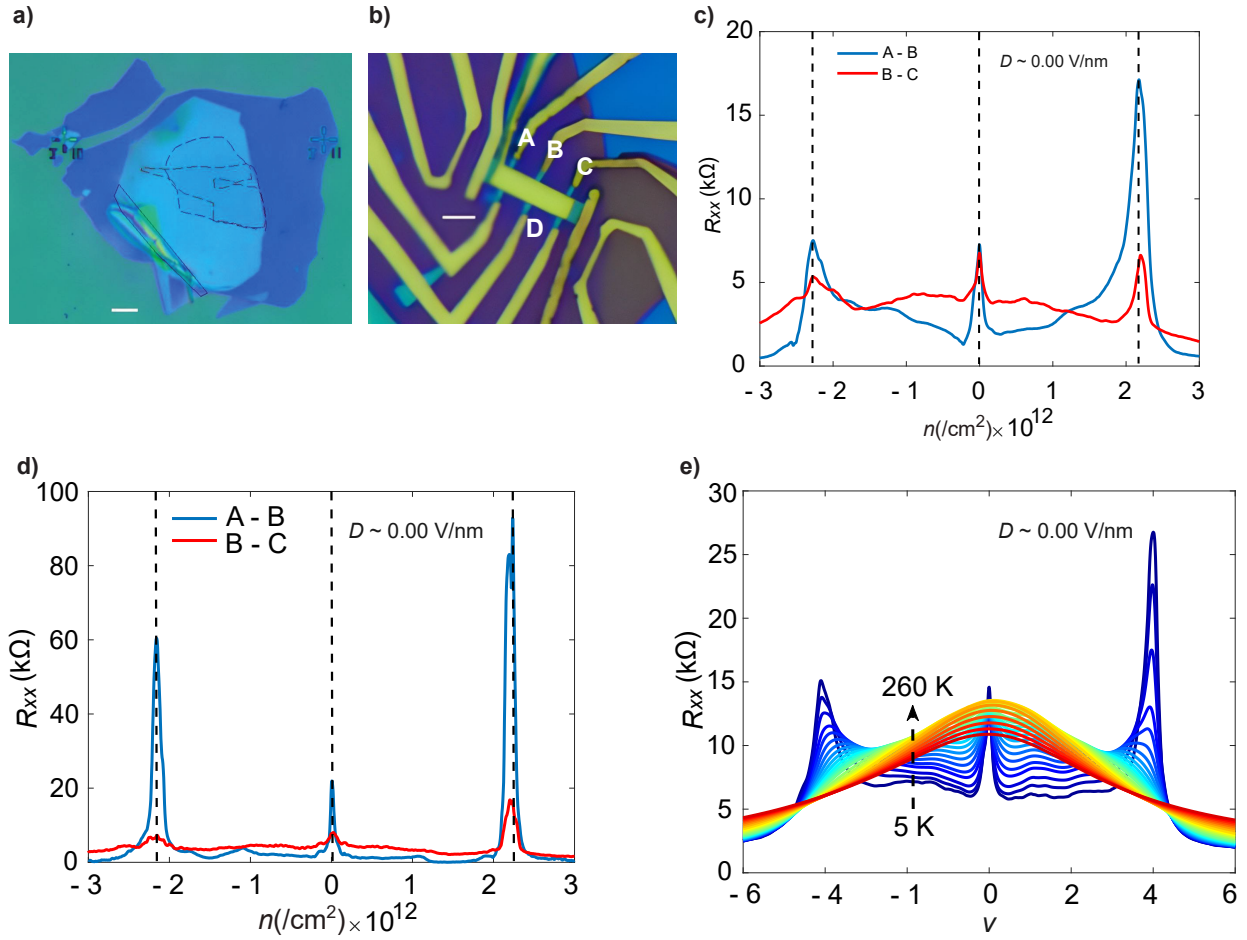 a)
b)
A
B
C
D
c)
20
15
10
5
0
Rxx (kΩ)
A - B
B - C
D ~ 0.00 V/nm
- 3 - 2 - 1 0 1 2 3
n(/cm²)×10¹²
d)
100
80
60
40
20
0
Rxx (kΩ)
A - B
B - C
D ~ 0.00 V/nm
- 3 - 2 - 1 0 1 2 3
n(/cm²)×10¹²
e)
30
25
20
15
10
5
0
Rxx (kΩ)
D ~ 0.00 V/nm
260 K
5 K
-6 -4 -1 0 2 4 6
ν